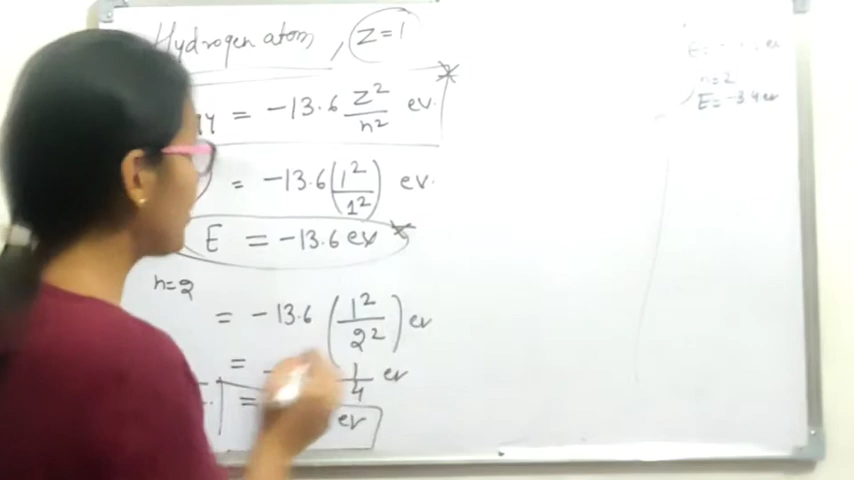 Hydrogen atom, Z=1
= -13.6 Z²/n² ev.
= -13.6 (1²/1²) ev.
E = -13.6 ev
n=2
= -13.6 (1²/2²) ev
= - 1/4 ev
= ev
n=2
E = -3.4 ev